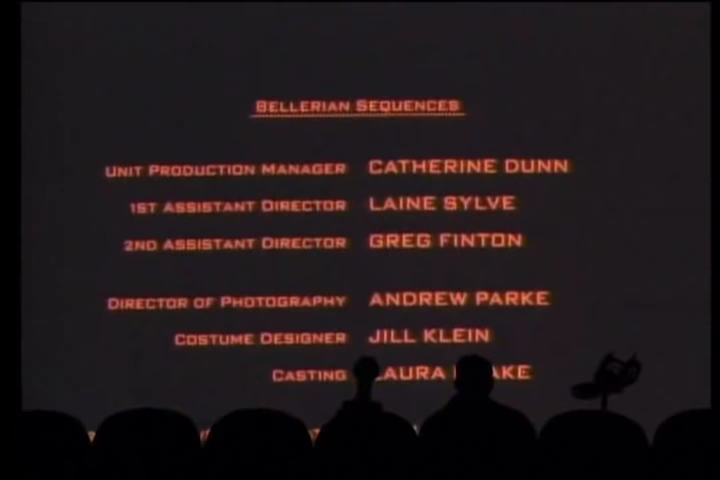 BELLERIAN SEQUENCES
UNIT PRODUCTION MANAGER CATHERINE DUNN
1ST ASSISTANT DIRECTOR LAINE SYLVE
2ND ASSISTANT DIRECTOR GREG FINTON
DIRECTOR OF PHOTOGRAPHY ANDREW PARKE
COSTUME DESIGNER JILL KLEIN
CASTING LAURA